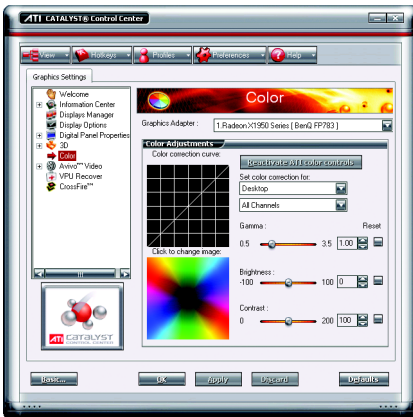 ATI CATALYST® Control Center
View
Hotkeys
Profiles
Preferences
Help
Graphics Settings
Welcome
Information Center
Displays Manager
Display Options
Digital Panel Properties
3D
Color
Avivo™ Video
VPU Recover
CrossFire™
Color
Graphics Adapter :
1.Radeon X1950 Series ( BenQ FP783 )
Color Adjustments
Color correction curve:
Reactivate ATI color controls
Set color correction for:
Desktop
All Channels
Gamma :
Reset
0.5
3.5
1.00
Click to change image:
Brightness :
-100
100
0
Contrast :
0
200
100
ATI CATALYST
CONTROL CENTER
Basic...
OK
Apply
Discard
Defaults